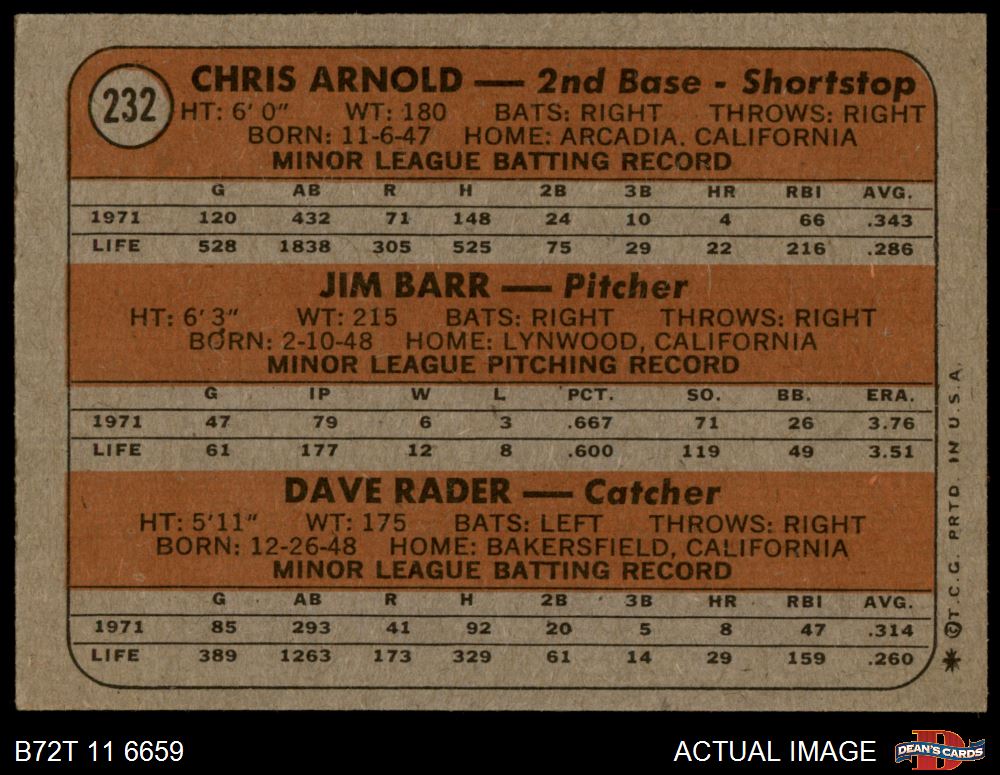 232
CHRIS ARNOLD — 2nd Base - Shortstop
HT: 6' 0" WT: 180 BATS: RIGHT THROWS: RIGHT
BORN: 11-6-47 HOME: ARCADIA. CALIFORNIA
MINOR LEAGUE BATTING RECORD
G AB R H 2B 3B HR RBI AVG.
1971 120 432 71 148 24 10 4 66 .343
LIFE 528 1838 305 525 75 29 22 216 .286
JIM BARR — Pitcher
HT: 6' 3" WT: 215 BATS: RIGHT THROWS: RIGHT
BORN: 2-10-48 HOME: LYNWOOD, CALIFORNIA
MINOR LEAGUE PITCHING RECORD
G IP W L PCT. SO. BB. ERA.
1971 47 79 6 3 .667 71 26 3.76
LIFE 61 177 12 8 .600 119 49 3.51
DAVE RADER — Catcher
HT: 5'11" WT: 175 BATS: LEFT THROWS: RIGHT
BORN: 12-26-48 HOME: BAKERSFIELD, CALIFORNIA
MINOR LEAGUE BATTING RECORD
G AB R H 2B 3B HR RBI AVG.
1971 85 293 41 92 20 5 8 47 .314
LIFE 389 1263 173 329 61 14 29 159 .260
* © T.C.G. PRTD. IN U.S.A.
B72T 11 6659
ACTUAL IMAGE
B
DEAN'S CARDS